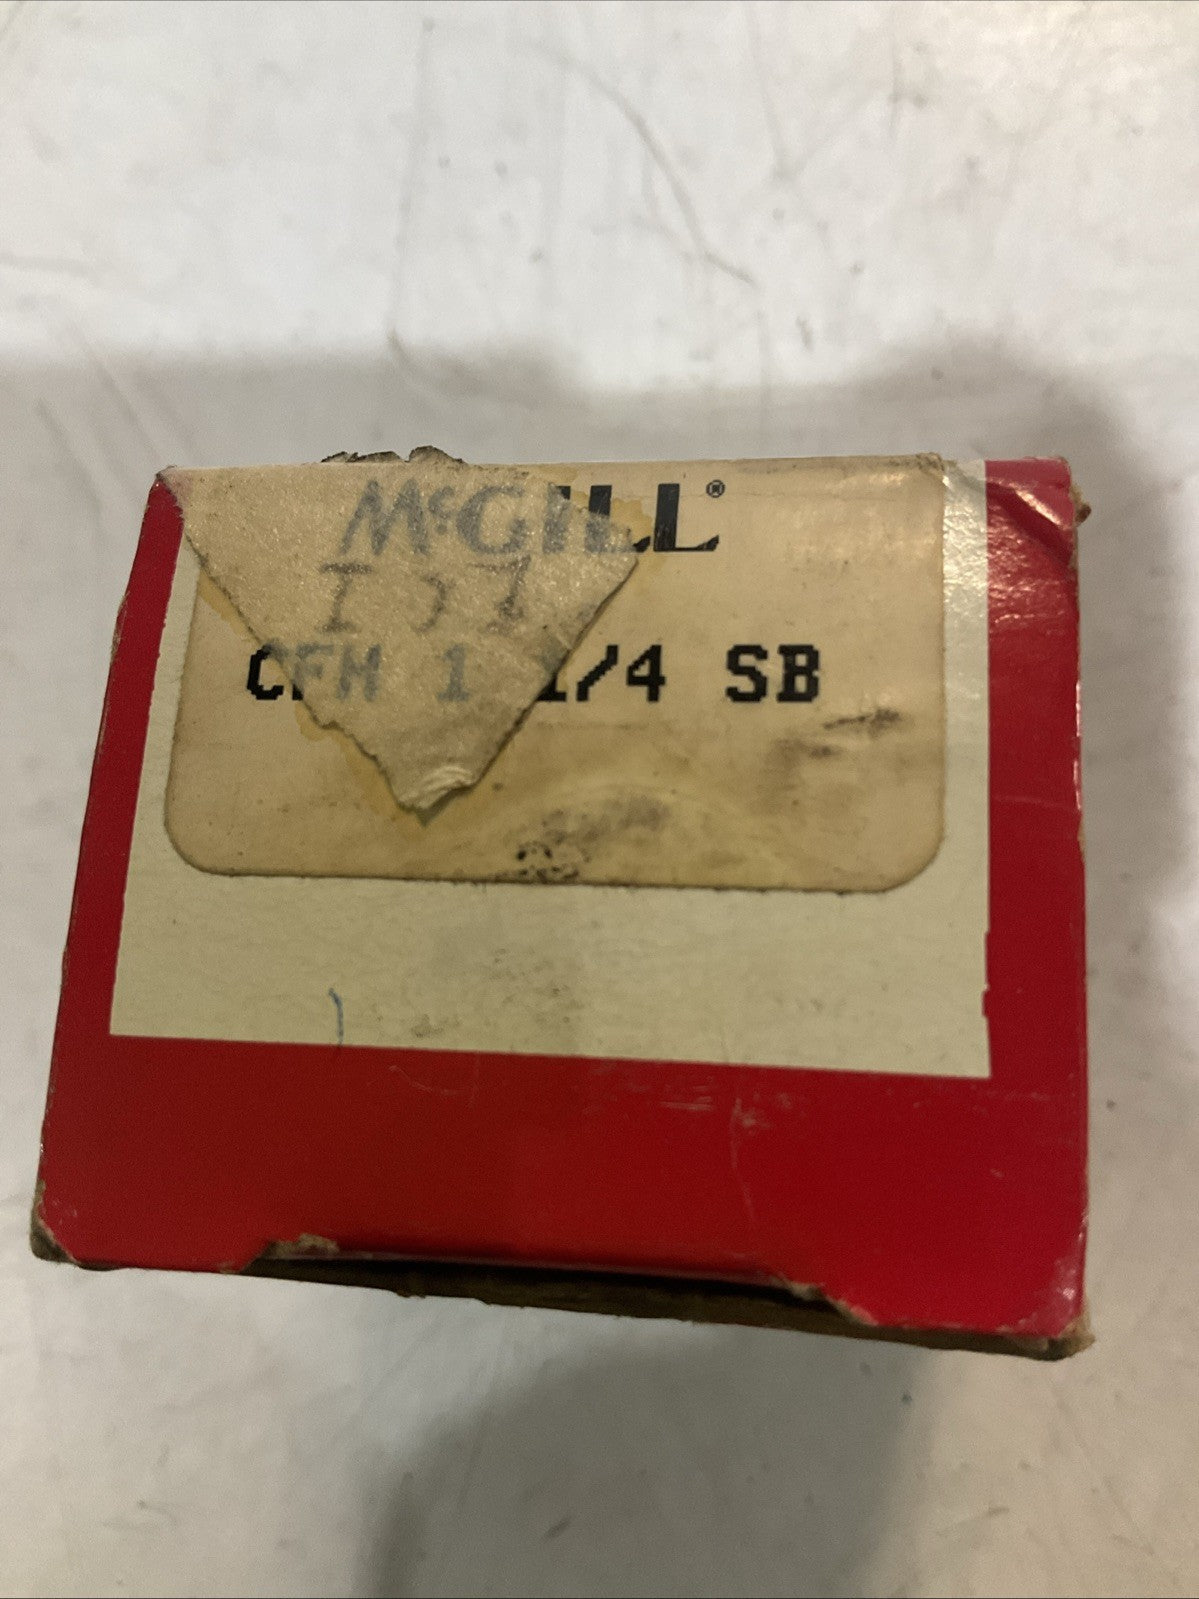 McGILL®
CFH 1 1/4 SB